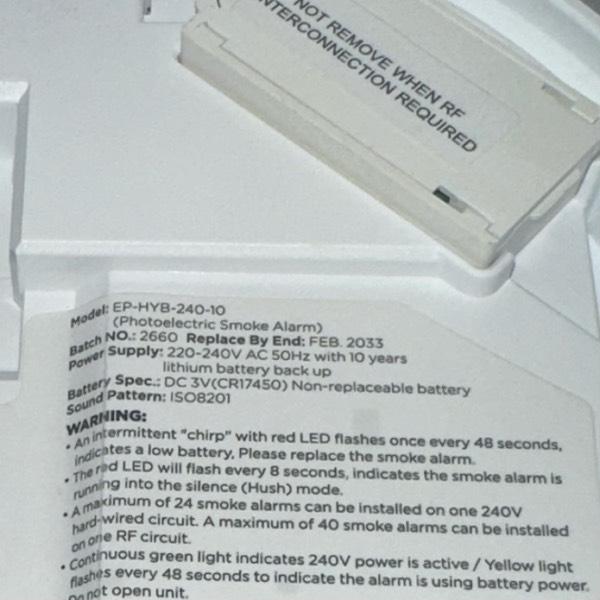 NOT REMOVE WHEN RF
INTERCONNECTION REQUIRED
Model: EP-HYB-240-10
(Photoelectric Smoke Alarm)
Batch NO.: 2660 Replace By End: FEB. 2033
Power Supply: 220-240V AC 50Hz with 10 years
lithium battery back up
Battery Spec.: DC 3V(CR17450) Non-replaceable battery
Sound Pattern: ISO8201
WARNING:
• An intermittent "chirp" with red LED flashes once every 48 seconds,
indicates a low battery, Please replace the smoke alarm.
• The red LED will flash every 8 seconds, indicates the smoke alarm is
running into the silence (Hush) mode.
• A maximum of 24 smoke alarms can be installed on one 240V
hard-wired circuit. A maximum of 40 smoke alarms can be installed
on one RF circuit.
• Continuous green light indicates 240V power is active / Yellow light
flashes every 48 seconds to indicate the alarm is using battery power.
Do not open unit.